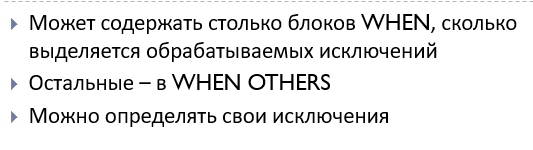 Может содержать столько блоков WHEN, сколько
выделяется обрабатываемых исключений
Остальные – в WHEN OTHERS
Можно определять свои исключения